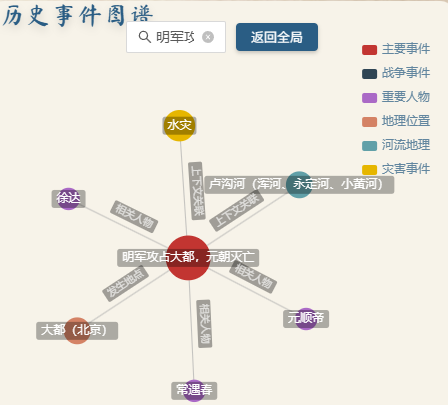 历史事件图谱
明军攻
返回全局
主要事件
战争事件
重要人物
地理位置
河流地理
灾害事件
水灾
上下文关联
卢沟河（浑河、永定河、小黄河）
上下文关联
徐达
相关人物
明军攻占大都，元朝灭亡
发生地点
相关人物
大都（北京）
相关人物
元顺帝
常遇春